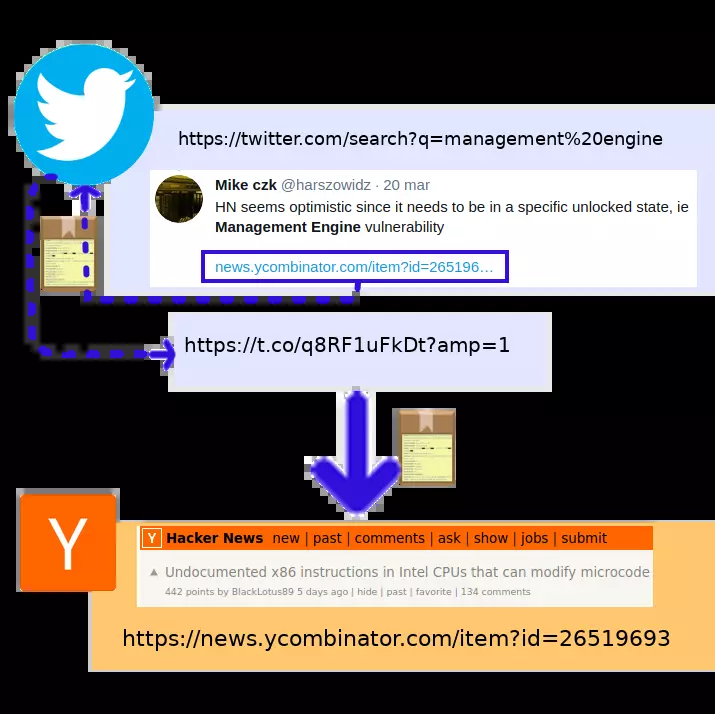 https://twitter.com/search?q=management%20engine
Mike czk @harszowidz · 20 mar
HN seems optimistic since it needs to be in a specific unlocked state, ie
Management Engine vulnerability
news.ycombinator.com/item?id=265196…
https://t.co/q8RF1uFkDt?amp=1
Y
Y Hacker News new | past | comments | ask | show | jobs | submit
▲ Undocumented x86 instructions in Intel CPUs that can modify microcode
442 points by BlackLotus89 5 days ago | hide | past | favorite | 134 comments
https://news.ycombinator.com/item?id=26519693